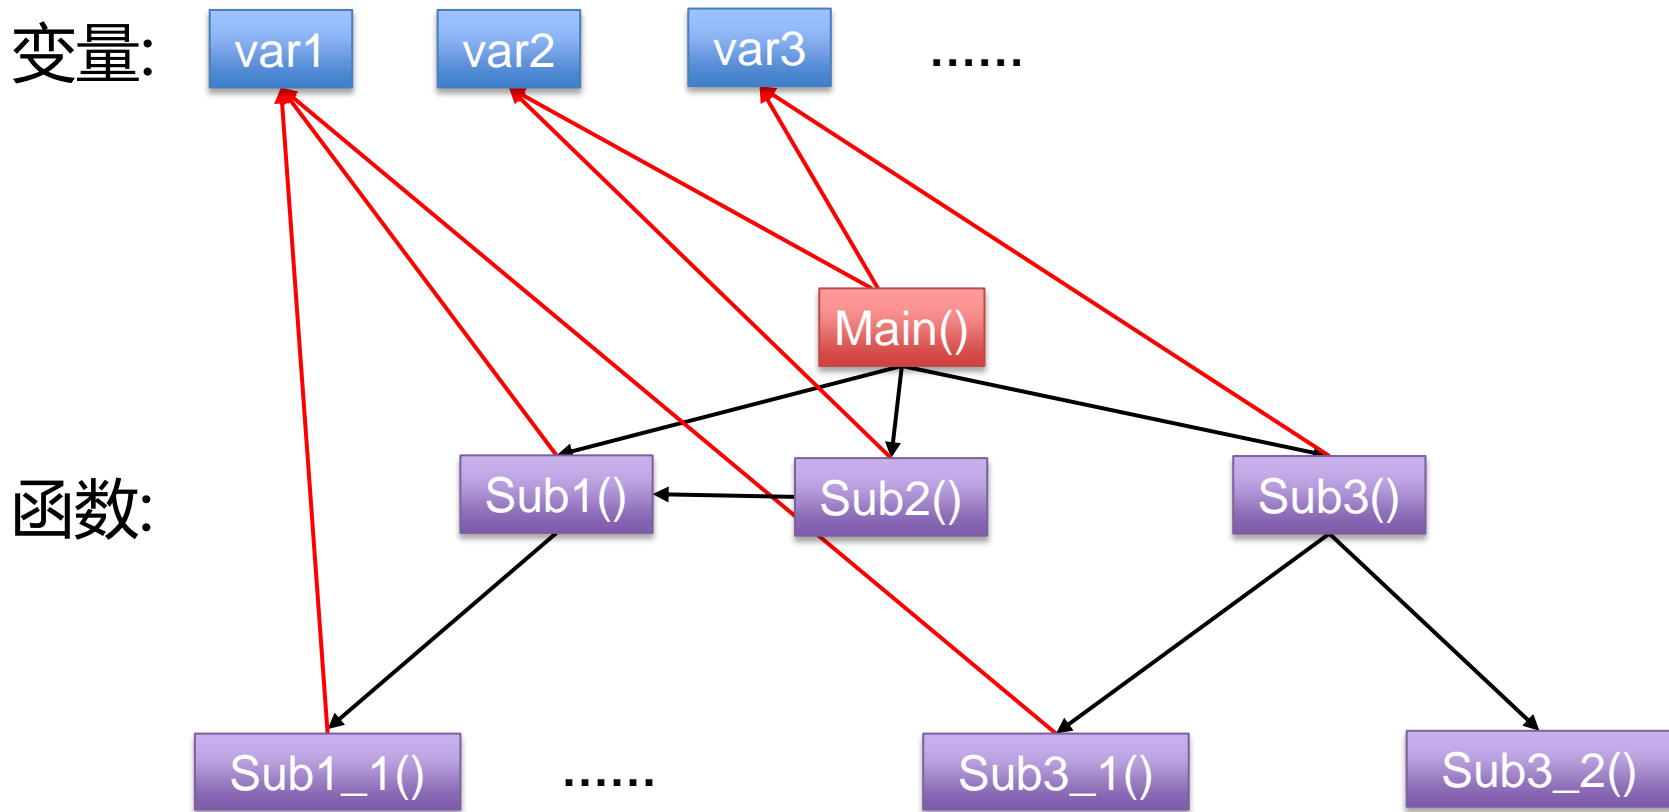 变量: var1 var2 var3 ......
Main()
函数: Sub1() Sub2() Sub3()
Sub1_1() ...... Sub3_1() Sub3_2()